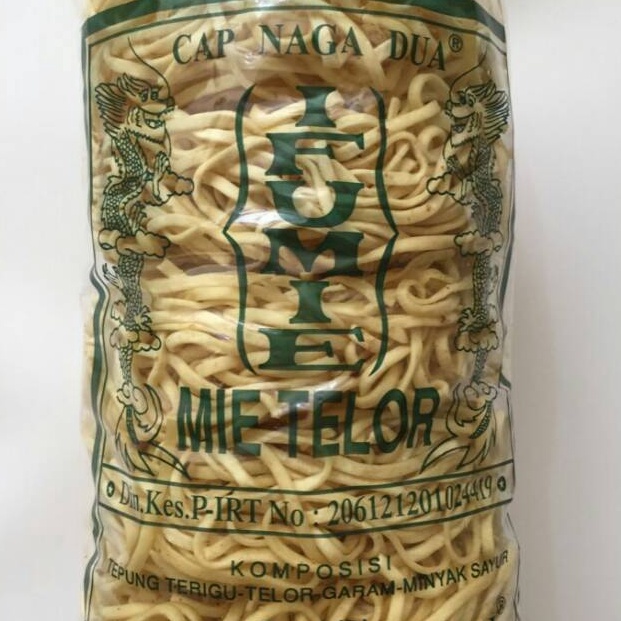 CAP NAGA DUA®
IFUMIE
MIE TELOR
Din.Kes.P-IRT No : 206121201024419
KOMPOSISI
TEPUNG TERIGU-TELOR-GARAM-MINYAK SAYUR
®